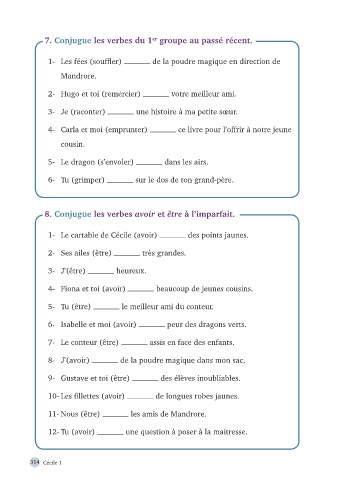 7. Conjugue les verbes du 1er groupe au passé récent.
1- Les fées (souffler) ______ de la poudre magique en direction de
Mandrore.
2- Hugo et toi (remercier) ______ votre meilleur ami.
3- Je (raconter) ______ une histoire à ma petite sœur.
4- Carla et moi (emprunter) ______ ce livre pour l'offrir à notre jeune
cousin.
5- Le dragon (s'envoler) ______ dans les airs.
6- Tu (grimper) ______ sur le dos de ton grand-père.
8. Conjugue les verbes avoir et être à l'imparfait.
1- Le cartable de Cécile (avoir) ______ des points jaunes.
2- Ses ailes (être) ______ très grandes.
3- J'(être) ______ heureux.
4- Fiona et toi (avoir) ______ beaucoup de jeunes cousins.
5- Tu (être) ______ le meilleur ami du conteur.
6- Isabelle et moi (avoir) ______ peur des dragons verts.
7- Le conteur (être) ______ assis en face des enfants.
8- J'(avoir) ______ de la poudre magique dans mon sac.
9- Gustave et toi (être) ______ des élèves inoubliables.
10- Les fillettes (avoir) ______ de longues robes jaunes.
11- Nous (être) ______ les amis de Mandrore.
12- Tu (avoir) ______ une question à poser à la maitresse.
314 Cécile 1